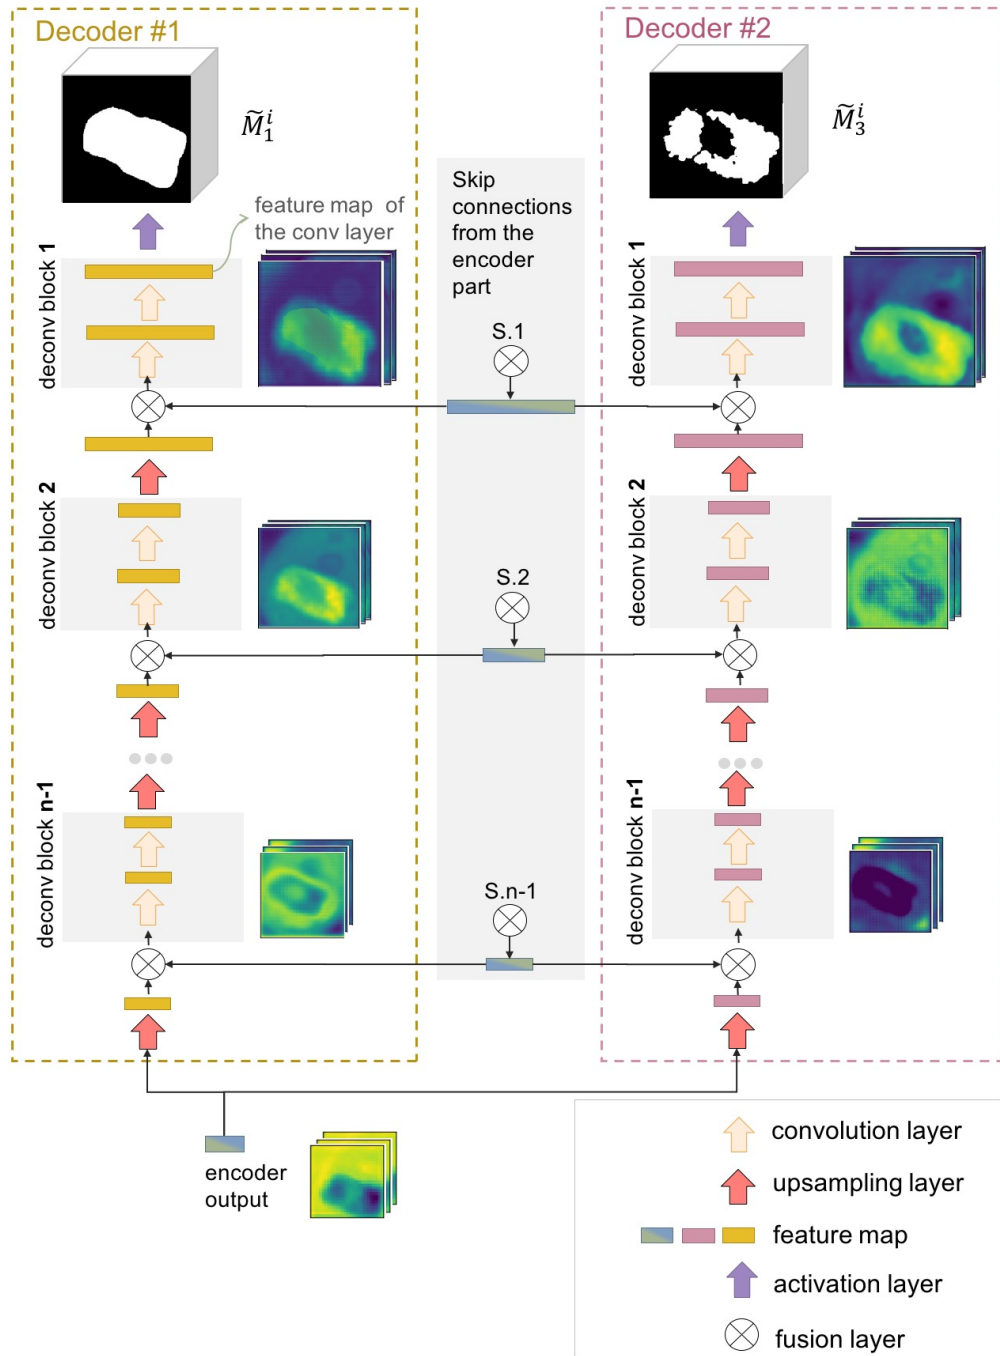 Decoder #1
Decoder #2
M̃₁ⁱ
M̃₃ⁱ
feature map of
the conv layer
Skip
connections
from the
encoder
part
deconv block 1
deconv block 1
S.1
deconv block 2
deconv block 2
S.2
deconv block n-1
deconv block n-1
S.n-1
encoder
output
convolution layer
upsampling layer
feature map
activation layer
fusion layer